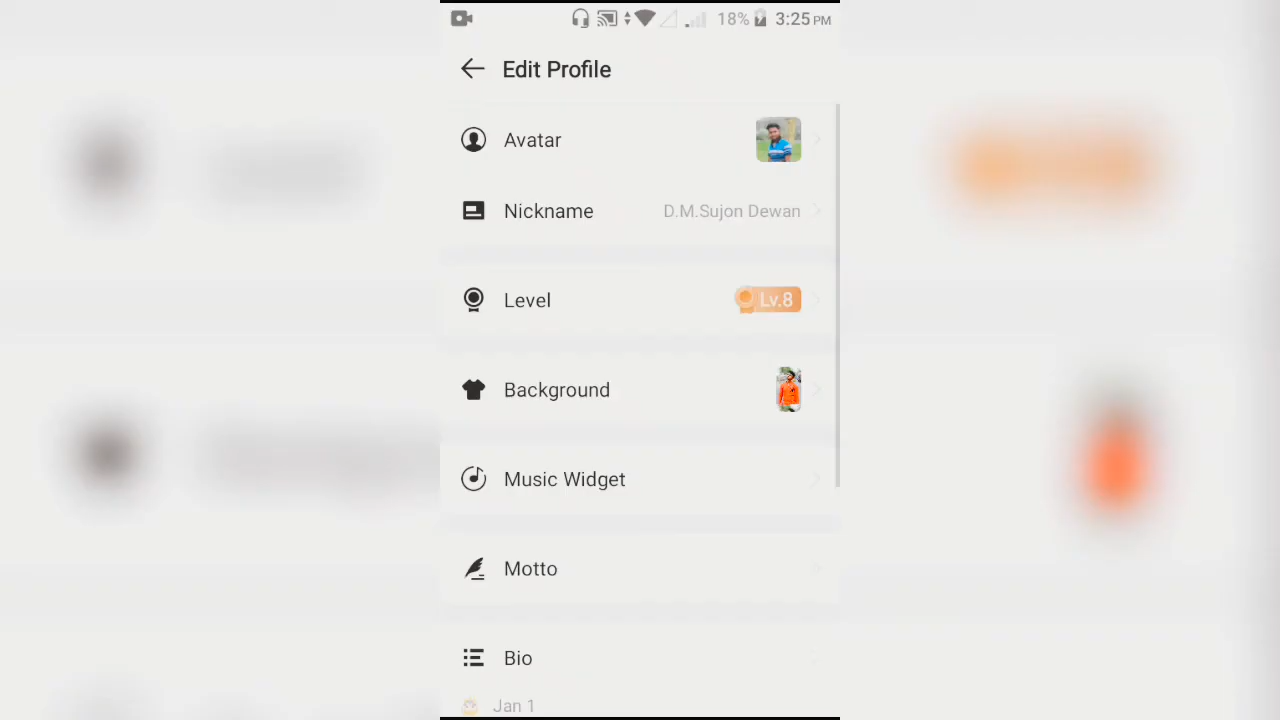 18% 3:25 PM
Edit Profile
Avatar
Nickname D.M.Sujon Dewan
Level Lv.8
Background
Music Widget
Motto
Bio
Jan 1